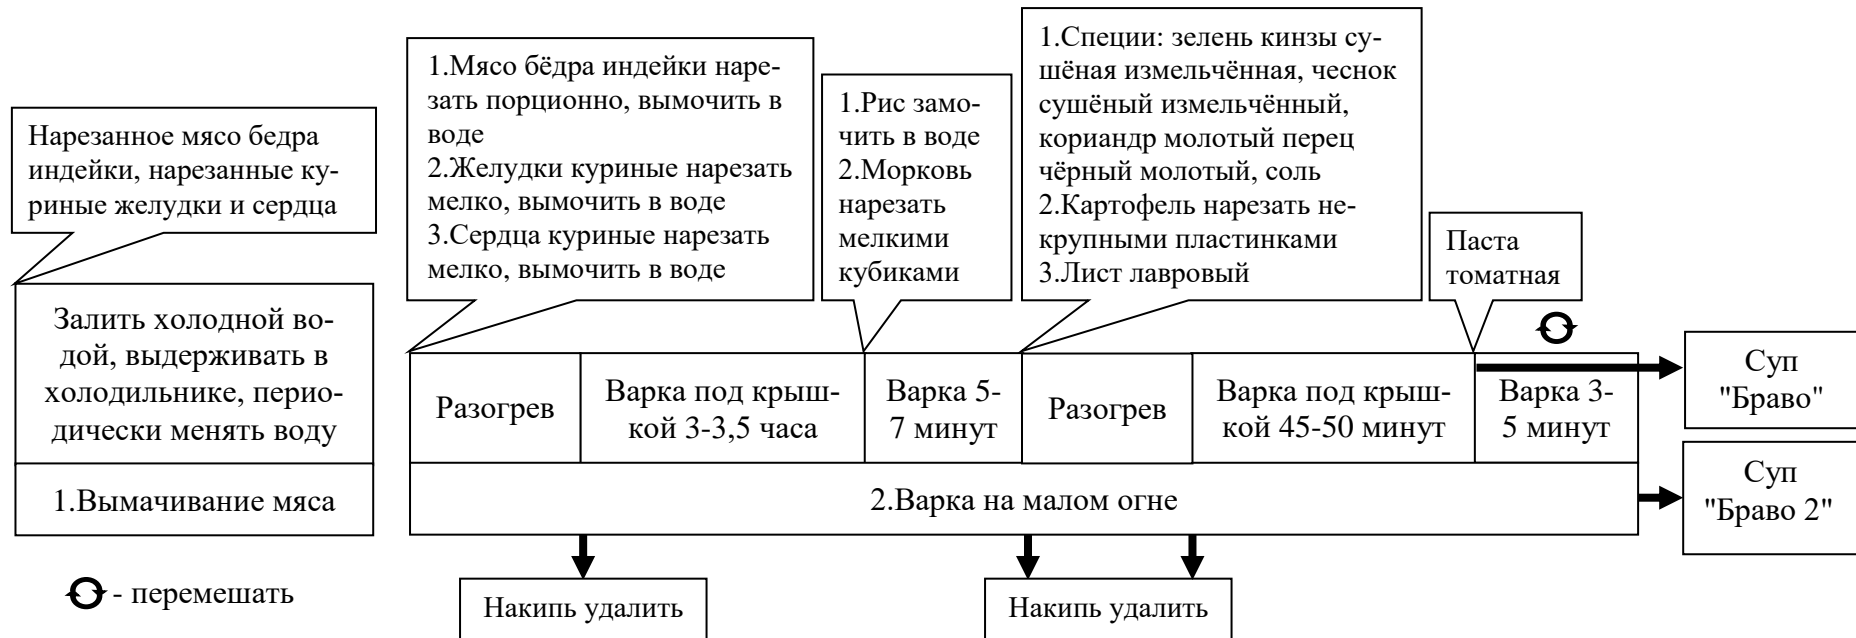 Нарезанное мясо бедра
индейки, нарезанные ку-
риные желудки и сердца
Залить холодной во-
дой, выдерживать в
холодильнике, перио-
дически менять воду
1.Вымачивание мяса
1.Мясо бёдра индейки наре-
зать порционно, вымочить в
воде
2.Желудки куриные нарезать
мелко, вымочить в воде
3.Сердца куриные нарезать
мелко, вымочить в воде
1.Рис замо-
чить в воде
2.Морковь
нарезать
мелкими
кубиками
1.Специи: зелень кинзы су-
шёная измельчённая, чеснок
сушёный измельчённый,
кориандр молотый перец
чёрный молотый, соль
2.Картофель нарезать не-
крупными пластинками
3.Лист лавровый
Паста
томатная
Разогрев
Варка под крыш-
кой 3-3,5 часа
Варка 5-
7 минут
Разогрев
Варка под крыш-
кой 45-50 минут
Варка 3-
5 минут
Суп
"Браво"
2.Варка на малом огне
Суп
"Браво 2"
- перемешать
Накипь удалить
Накипь удалить